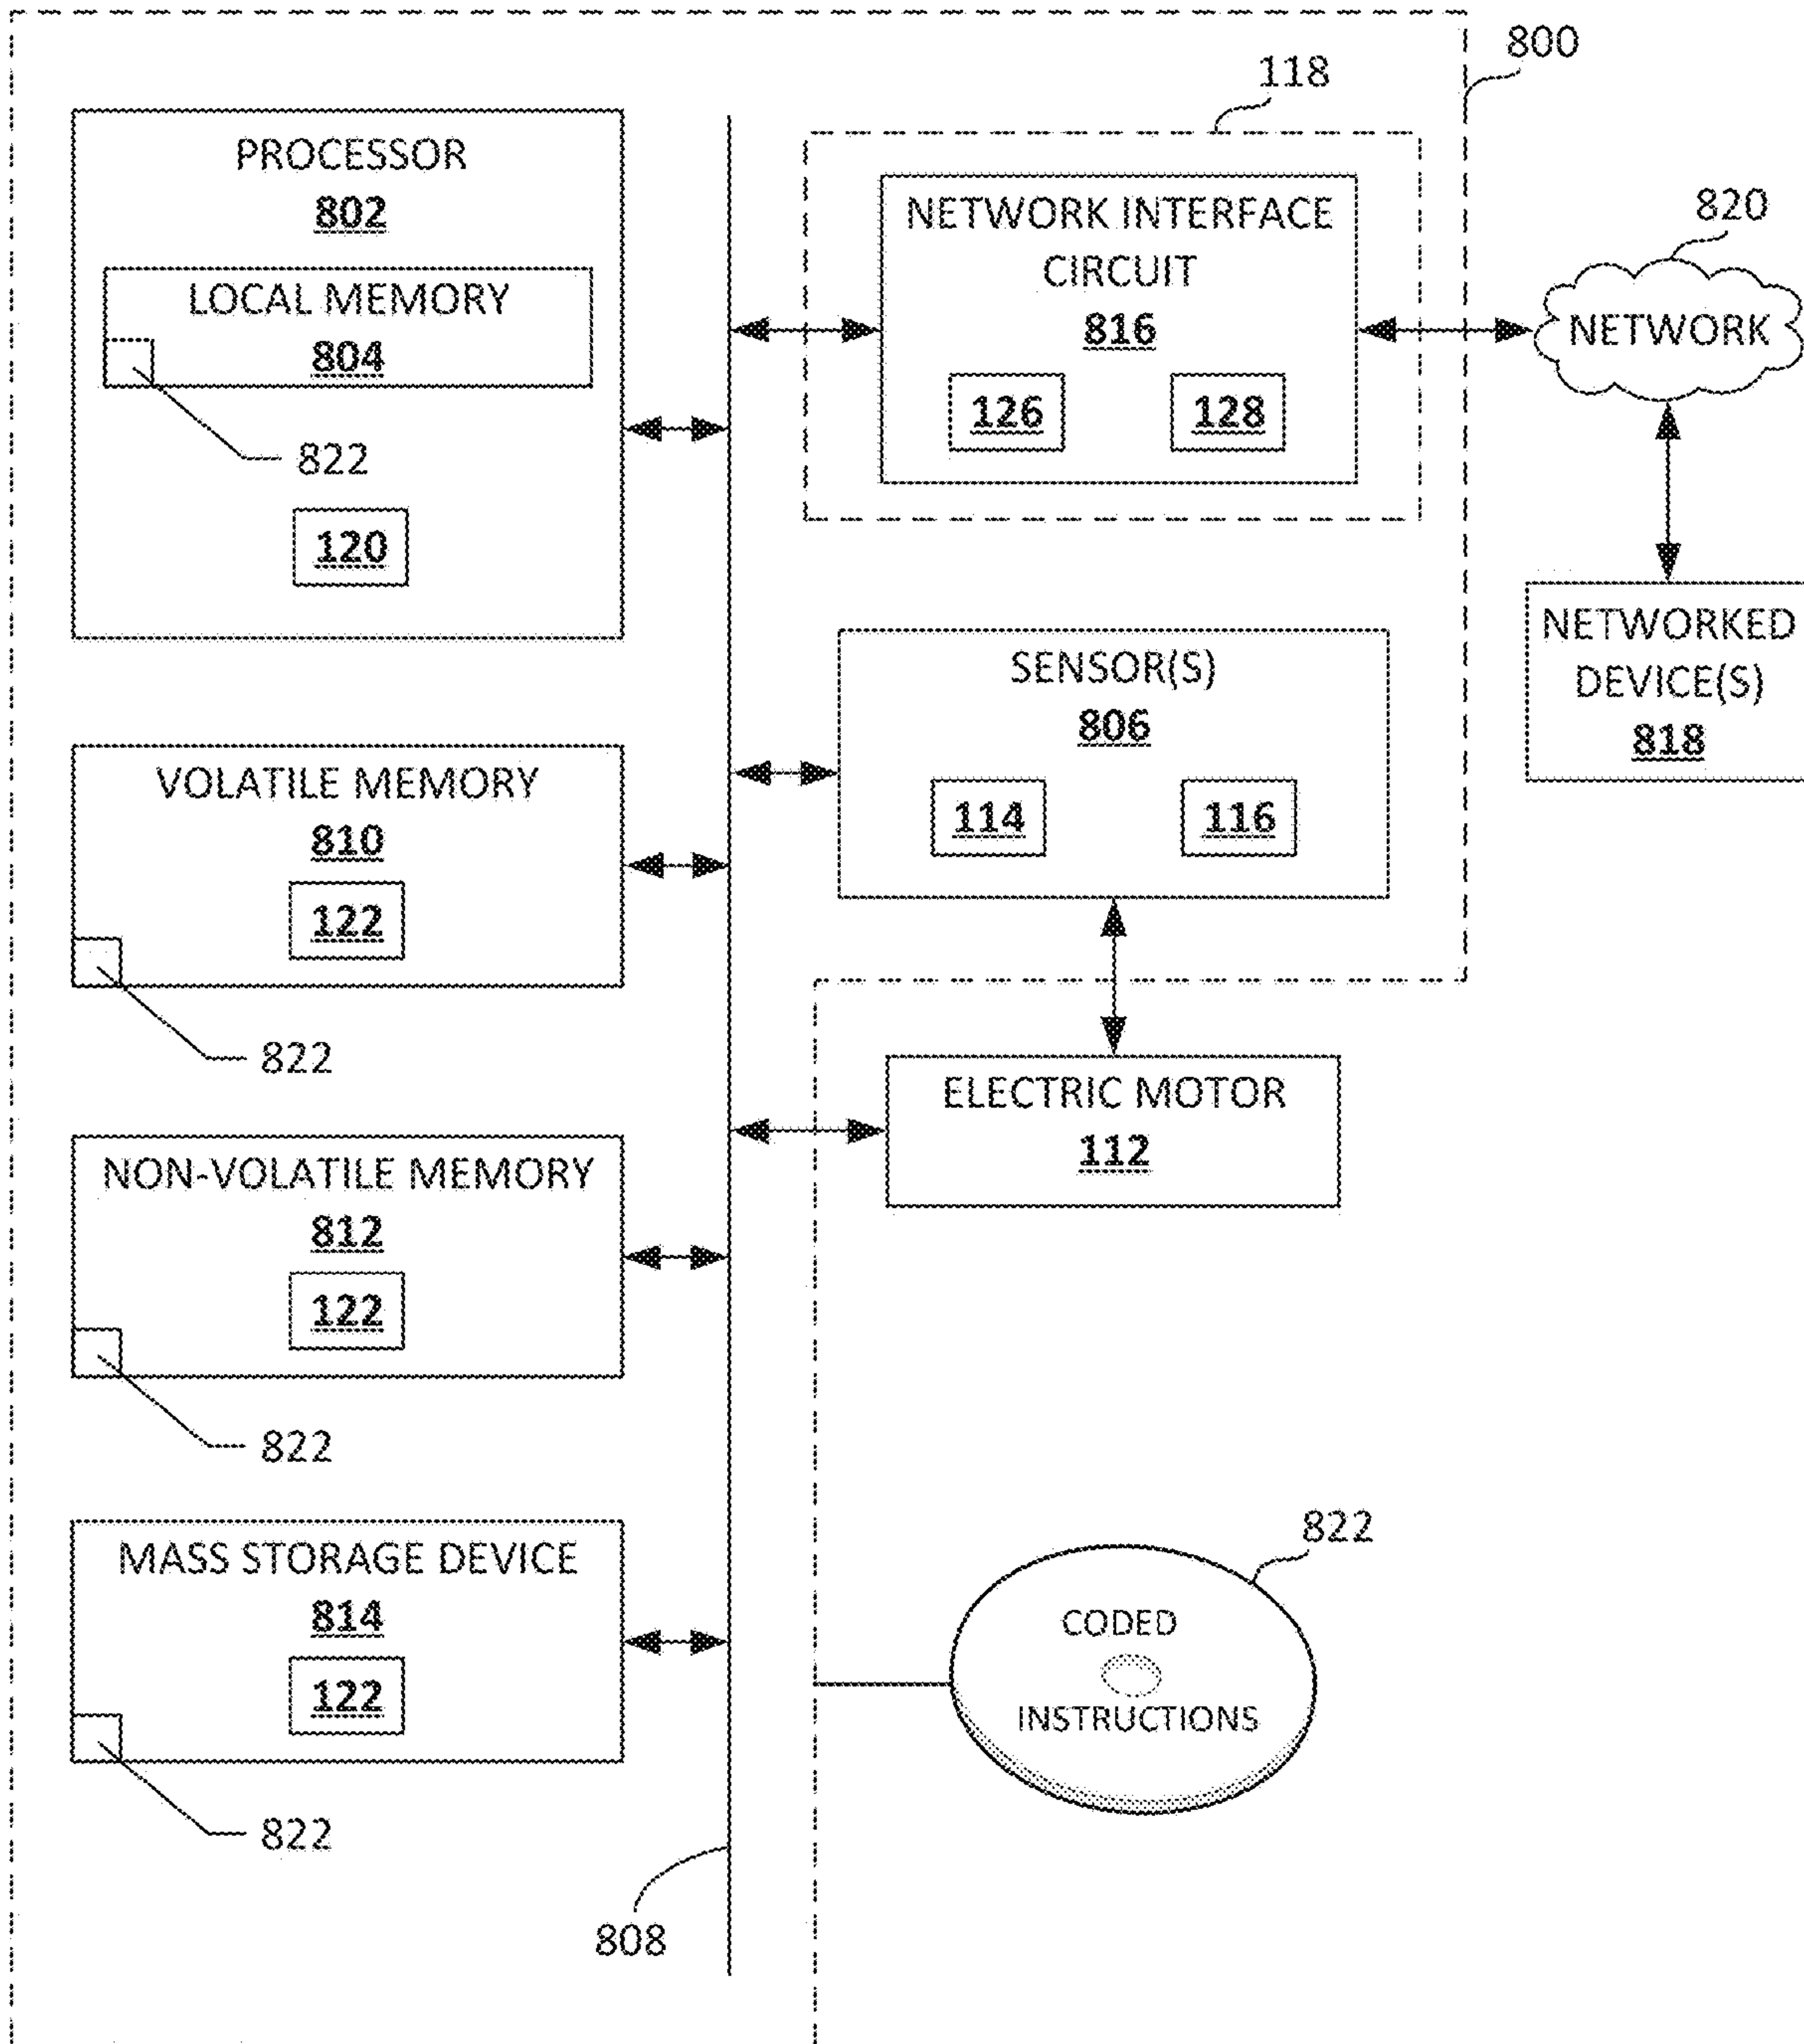 800
118
PROCESSOR
802
LOCAL MEMORY
804
822
120
NETWORK INTERFACE
CIRCUIT
816
126
128
820
NETWORK
SENSOR(S)
806
114
116
NETWORKED
DEVICE(S)
818
VOLATILE MEMORY
810
122
822
ELECTRIC MOTOR
112
NON-VOLATILE MEMORY
812
122
822
MASS STORAGE DEVICE
814
122
822
822
CODED
INSTRUCTIONS
808